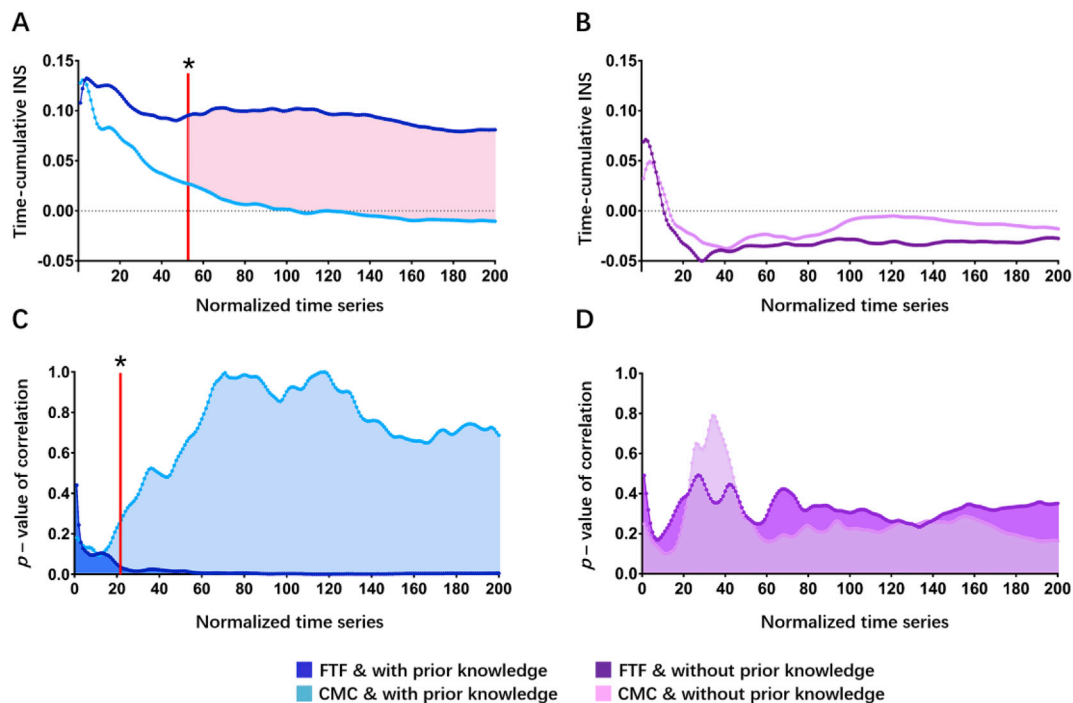 A
B
*
Time-cumulative INS
0.15
0.10
0.05
0.00
-0.05
20 40 60 80 100 120 140 160 180 200
Normalized time series
Time-cumulative INS
0.15
0.10
0.05
0.00
-0.05
20 40 60 80 100 120 140 160 180 200
Normalized time series
C
D
*
p – value of correlation
1.0
0.8
0.6
0.4
0.2
0.0
0 20 40 60 80 100 120 140 160 180 200
Normalized time series
p – value of correlation
1.0
0.8
0.6
0.4
0.2
0.0
0 20 40 60 80 100 120 140 160 180 200
Normalized time series
FTF & with prior knowledge
CMC & with prior knowledge
FTF & without prior knowledge
CMC & without prior knowledge